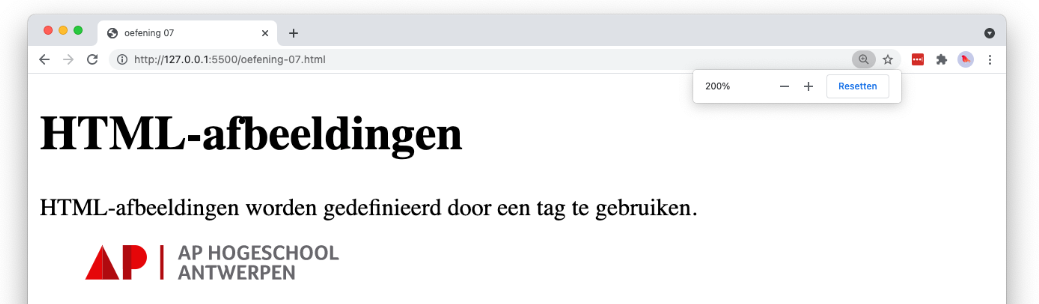 oefening 07
http://127.0.0.1:5500/oefening-07.html
200%
Resetten
HTML-afbeeldingen
HTML-afbeeldingen worden gedefinieerd door een tag te gebruiken.
AP | AP HOGESCHOOL
ANTWERPEN